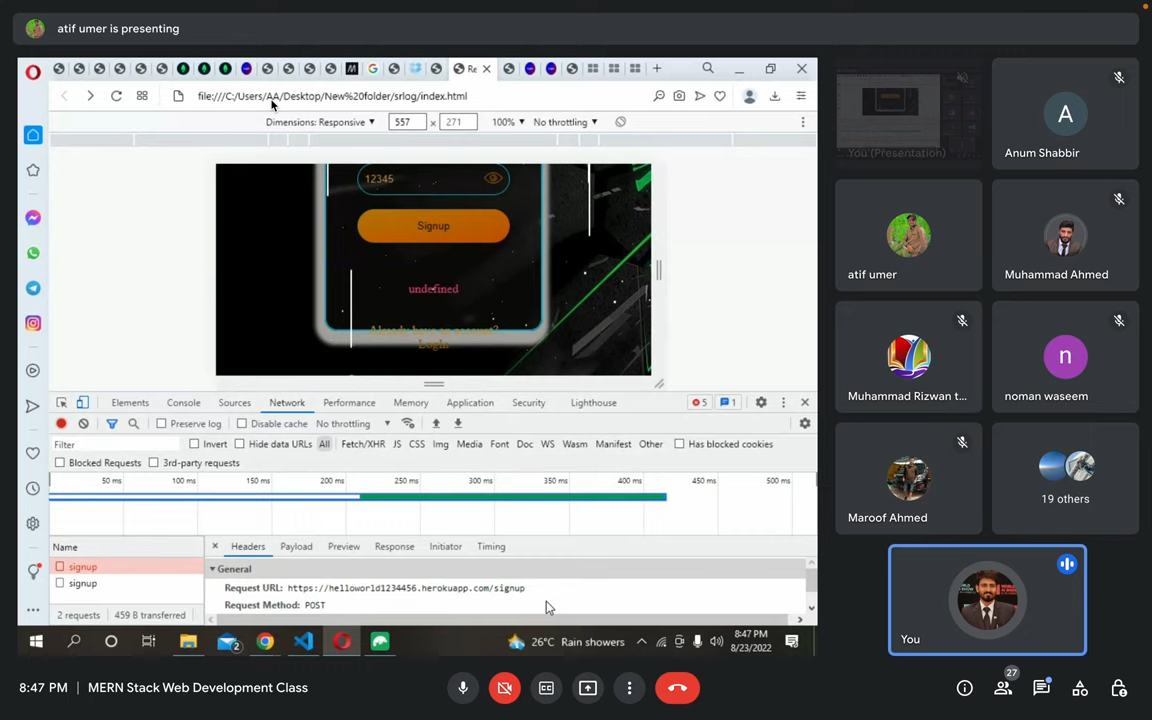 atif umer is presenting
Re
file:///C:/Users/AA/Desktop/New%20folder/srlog/index.html
Dimensions: Responsive 557 × 271 100% No throttling
12345
Signup
undefined
Already have an account?
Login
Elements Console Sources Network Performance Memory Application Security Lighthouse 5 1
Preserve log Disable cache No throttling
Filter Invert Hide data URLs All Fetch/XHR JS CSS Img Media Font Doc WS Wasm Manifest Other Has blocked cookies
Blocked Requests 3rd-party requests
50 ms 100 ms 150 ms 200 ms 250 ms 300 ms 350 ms 400 ms 450 ms 500 ms
Name Headers Payload Preview Response Initiator Timing
signup
signup
General
Request URL: https://helloworld1234456.herokuapp.com/signup
Request Method: POST
2 requests 459 B transferred
2
26°C Rain showers
8:47 PM
8/23/2022
You (Presentation)
A
Anum Shabbir
atif umer
Muhammad Ahmed
Muhammad Rizwan t...
n
noman waseem
Maroof Ahmed
19 others
You
8:47 PM | MERN Stack Web Development Class
27